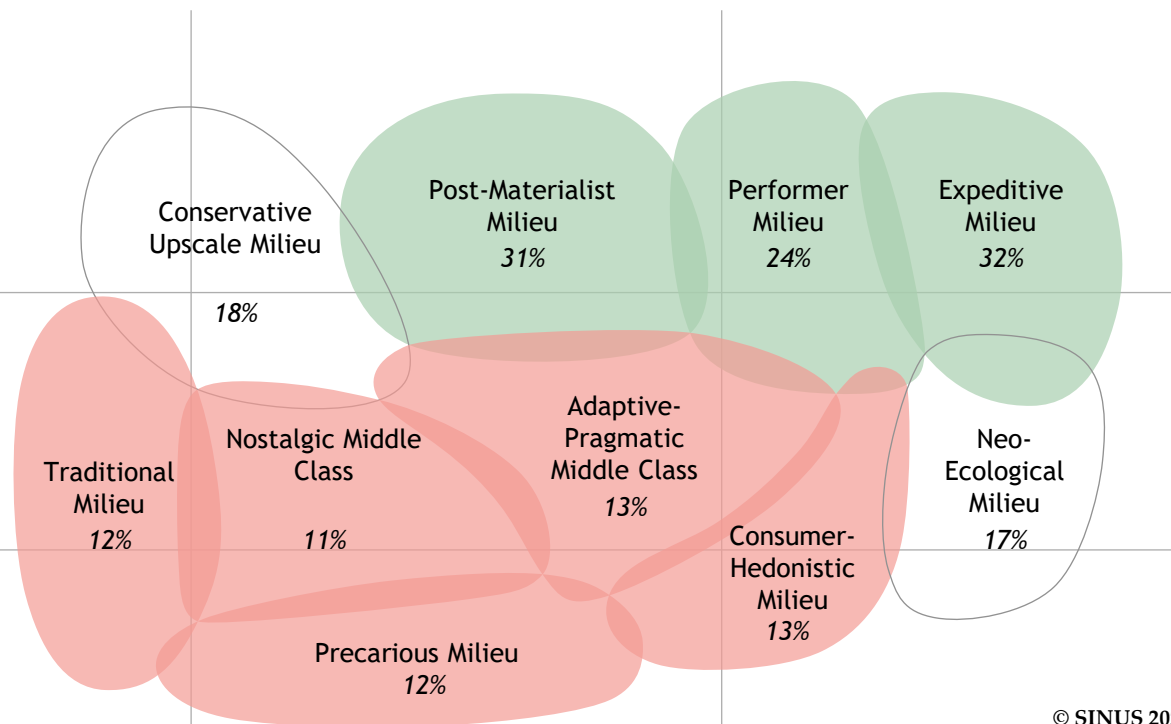 Conservative
Upscale Milieu
18%
Post-Materialist
Milieu
31%
Performer
Milieu
24%
Expeditive
Milieu
32%
Traditional
Milieu
12%
Nostalgic Middle
Class
11%
Adaptive-
Pragmatic
Middle Class
13%
Neo-
Ecological
Milieu
17%
Consumer-
Hedonistic
Milieu
13%
Precarious Milieu
12%
© SINUS 20